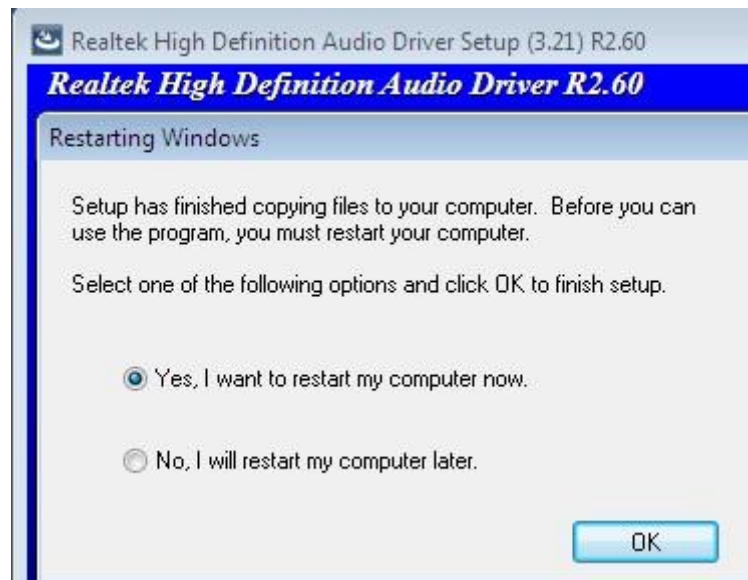 Realtek High Definition Audio Driver Setup (3.21) R2.60
Realtek High Definition Audio Driver R2.60
Restarting Windows
Setup has finished copying files to your computer.  Before you can
use the program, you must restart your computer.
Select one of the following options and click OK to finish setup.
Yes, I want to restart my computer now.
No, I will restart my computer later.
OK